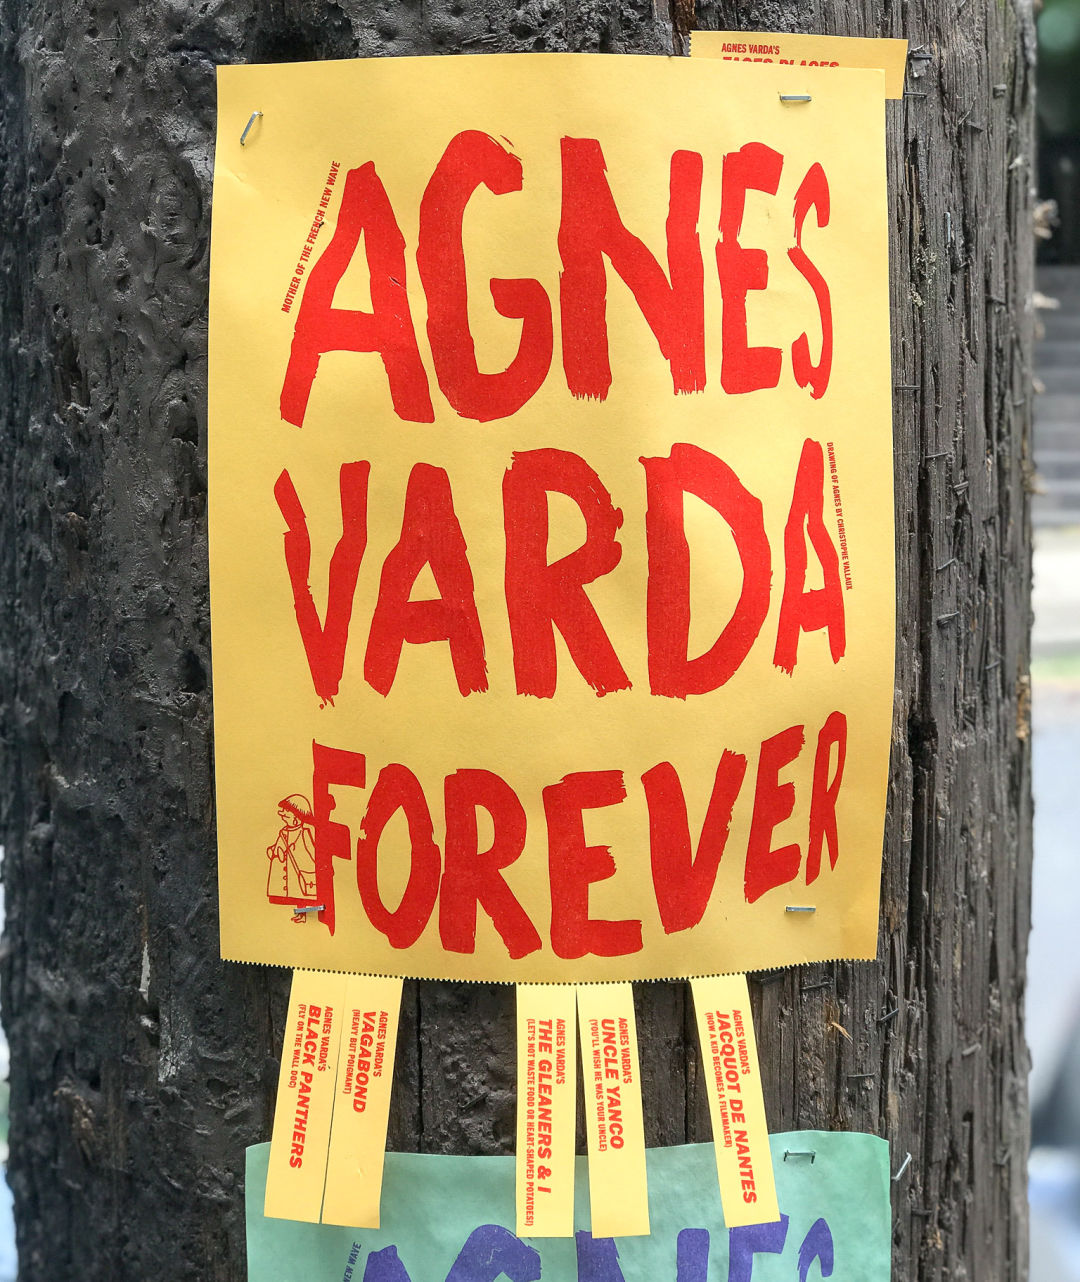 AGNES VARDA'S
FACES PLACES
MOTHER OF THE FRENCH NEW WAVE
AGNES
VARDA
DRAWING OF AGNES BY CHRISTOPHE VALLAUX
FOREVER
AGNES VARDA'S
BLACK PANTHERS
(FLY ON THE WALL DOC)
AGNES VARDA'S
VAGABOND
(HEAVY BUT POIGNANT)
AGNES VARDA'S
THE GLEANERS & I
(LET'S NOT WASTE FOOD OR HEART-SHAPED POTATOES!)
AGNES VARDA'S
UNCLE YANCO
(YOU'LL WISH HE WAS YOUR UNCLE)
AGNES VARDA'S
JACQUOT DE NANTES
(HOW A KID BECOMES A FILMMAKER)
NEW WAVE
AGNES